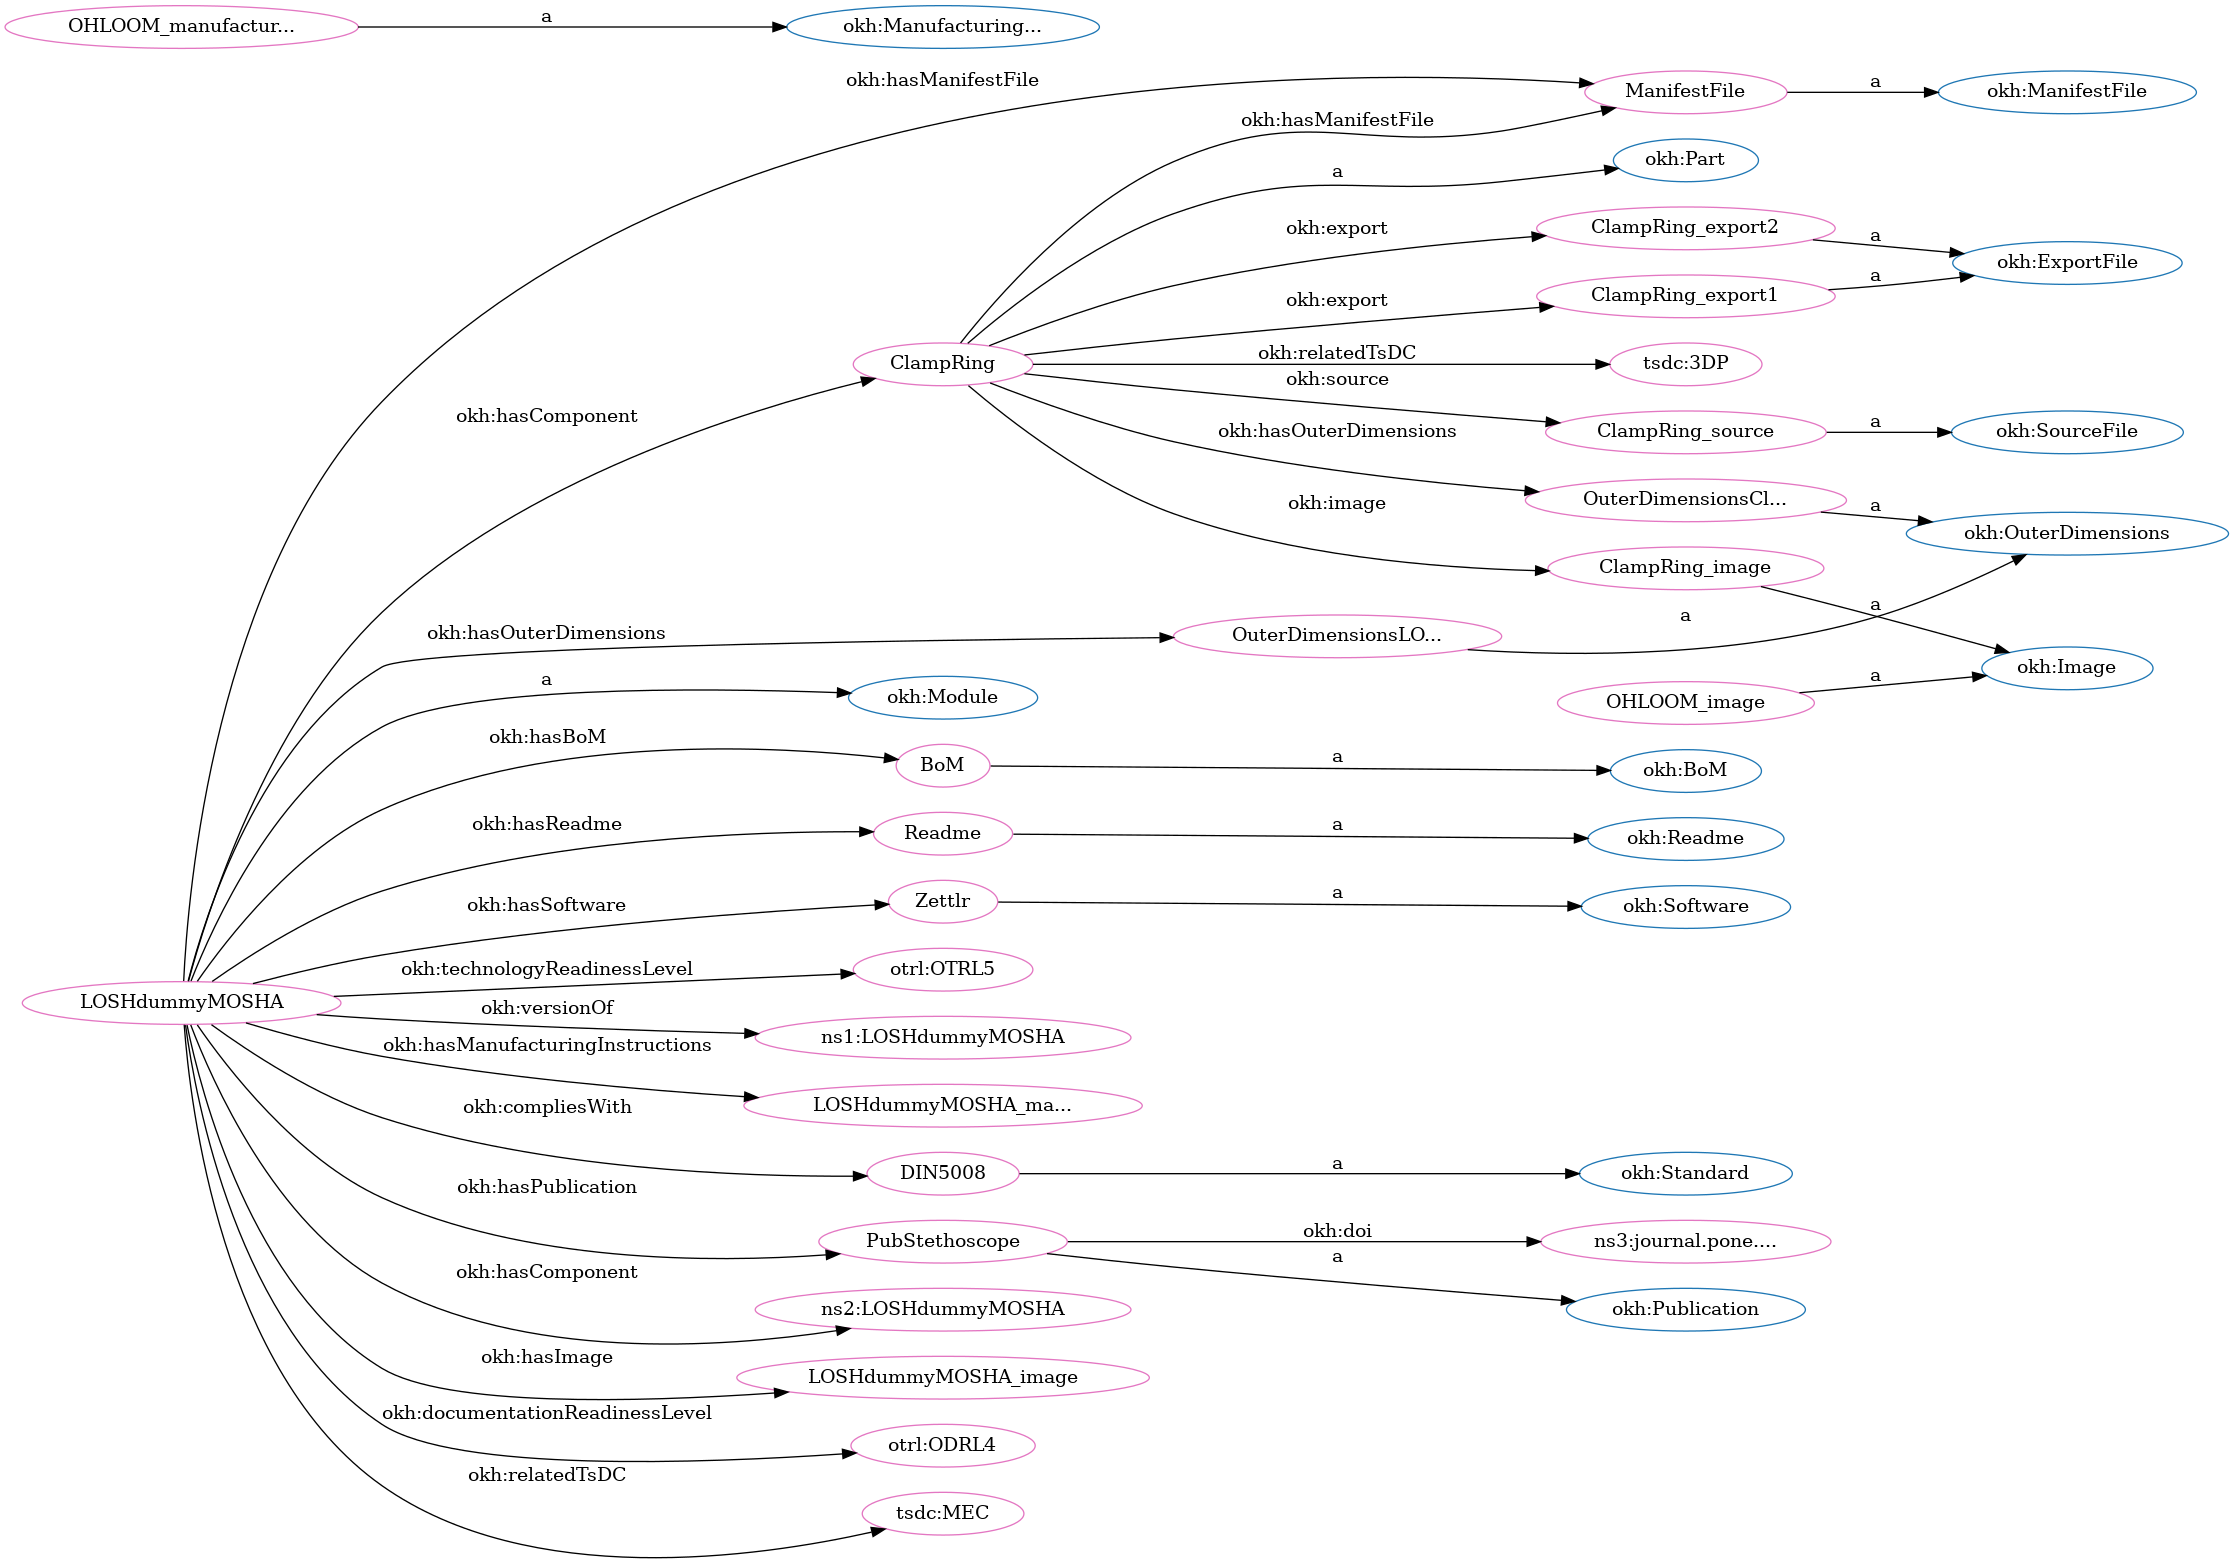 OHLOOM_manufactur...
a
okh:Manufacturing...
okh:hasManifestFile
ManifestFile
a
okh:ManifestFile
okh:hasManifestFile
a
okh:Part
okh:export
ClampRing_export2
a
okh:ExportFile
okh:export
ClampRing_export1
a
ClampRing
okh:relatedTsDC
tsdc:3DP
okh:source
okh:hasComponent
ClampRing_source
a
okh:SourceFile
okh:hasOuterDimensions
OuterDimensionsCl...
a
okh:OuterDimensions
okh:image
ClampRing_image
a
okh:hasOuterDimensions
OuterDimensionsLO...
a
okh:Image
a
okh:Module
OHLOOM_image
a
okh:hasBoM
BoM
a
okh:BoM
okh:hasReadme
Readme
a
okh:Readme
okh:hasSoftware
Zettlr
a
okh:Software
okh:technologyReadinessLevel
otrl:OTRL5
LOSHdummyMOSHA
okh:versionOf
ns1:LOSHdummyMOSHA
okh:hasManufacturingInstructions
LOSHdummyMOSHA_ma...
okh:compliesWith
DIN5008
a
okh:Standard
okh:hasPublication
PubStethoscope
okh:doi
ns3:journal.pone....
a
okh:Publication
okh:hasComponent
ns2:LOSHdummyMOSHA
okh:hasImage
LOSHdummyMOSHA_image
okh:documentationReadinessLevel
otrl:ODRL4
okh:relatedTsDC
tsdc:MEC